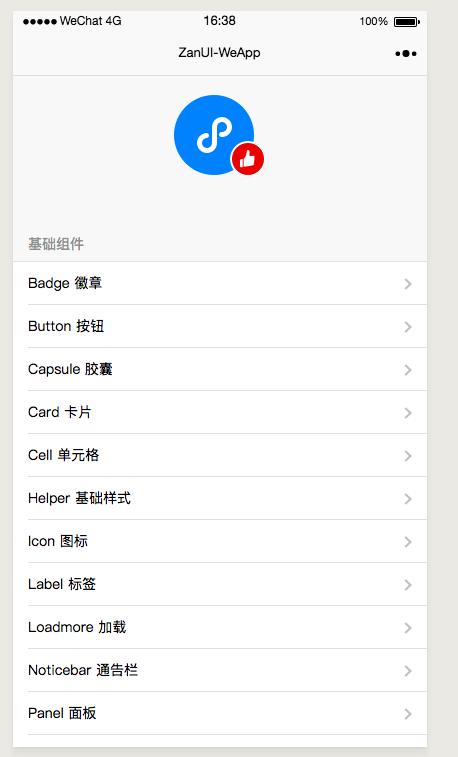 WeChat 4G 16:38 100%
ZanUI-WeApp
基础组件
Badge 徽章
Button 按钮
Capsule 胶囊
Card 卡片
Cell 单元格
Helper 基础样式
Icon 图标
Label 标签
Loadmore 加载
Noticebar 通告栏
Panel 面板